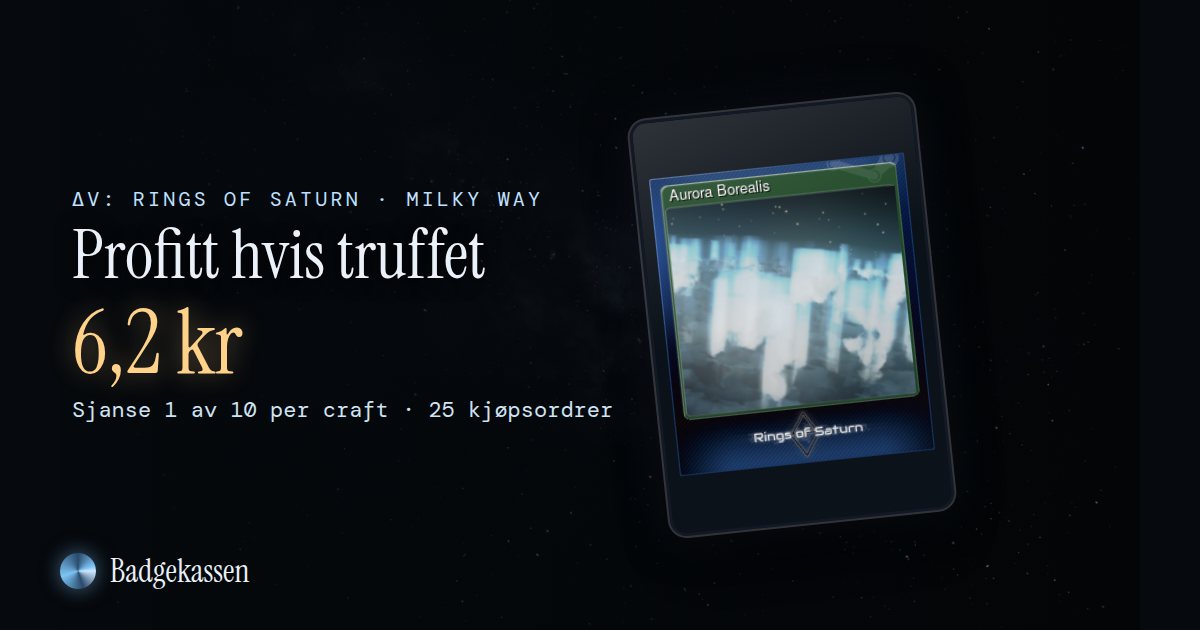 ΔV: RINGS OF SATURN · MILKY WAY
Profitt hvis truffet
6,2 kr
Sjanse 1 av 10 per craft · 25 kjøpsordrer
Aurora Borealis
Rings of Saturn
Badgekassen